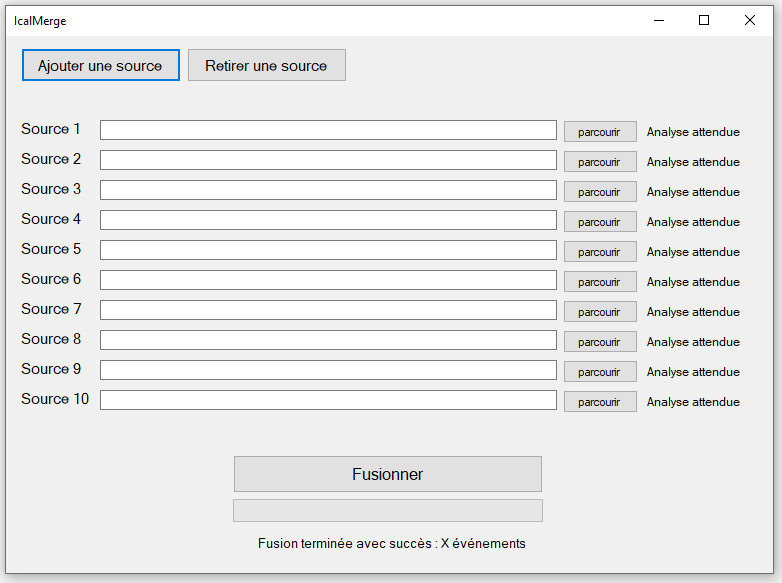 IcalMerge
Ajouter une source Retirer une source
Source 1 parcourir Analyse attendue
Source 2 parcourir Analyse attendue
Source 3 parcourir Analyse attendue
Source 4 parcourir Analyse attendue
Source 5 parcourir Analyse attendue
Source 6 parcourir Analyse attendue
Source 7 parcourir Analyse attendue
Source 8 parcourir Analyse attendue
Source 9 parcourir Analyse attendue
Source 10 parcourir Analyse attendue
Fusionner
Fusion terminée avec succès : X événements